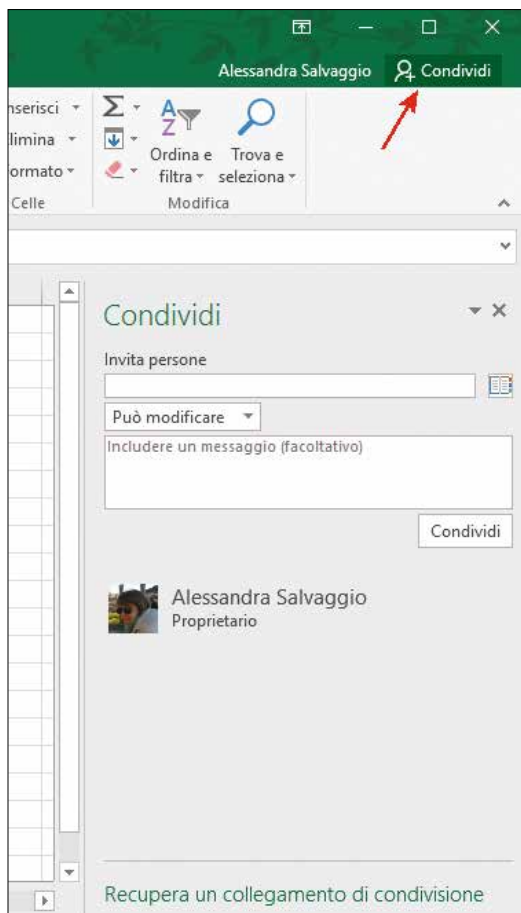 Alessandra Salvaggio Condividi
nserisci
limina
ormato
Ordina e
filtra
Trova e
seleziona
Celle
Modifica
Condividi
Invita persone
Può modificare
Includere un messaggio (facoltativo)
Condividi
Alessandra Salvaggio
Proprietario
Recupera un collegamento di condivisione